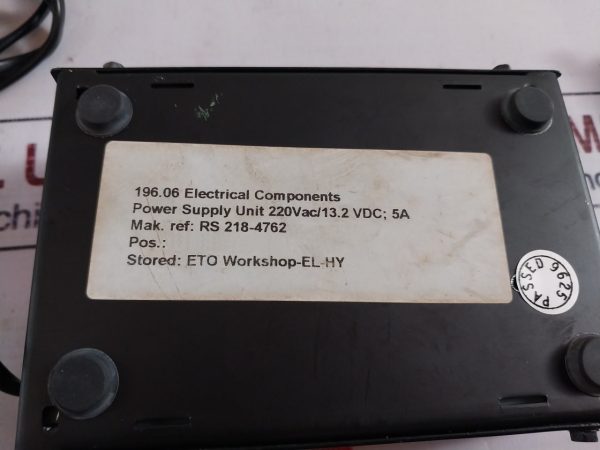 196.06 Electrical Components
Power Supply Unit 220Vac/13.2 VDC; 5A
Mak. ref: RS 218-4762
Pos.:
Stored: ETO Workshop-EL-HY
PASSED 9625